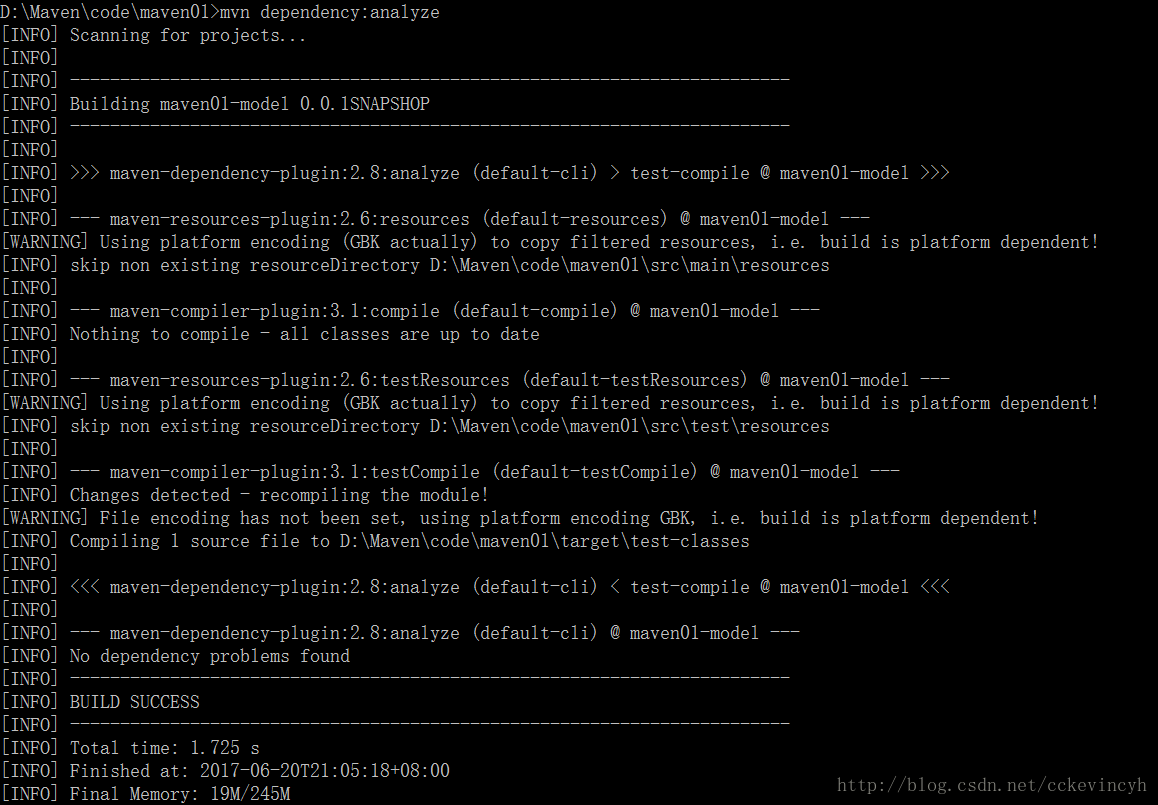 D:\Maven\code\maven01>mvn dependency:analyze
[INFO] Scanning for projects...
[INFO]
[INFO] ------------------------------------------------------------------------
[INFO] Building maven01-model 0.0.1SNAPSHOP
[INFO] ------------------------------------------------------------------------
[INFO]
[INFO] >>> maven-dependency-plugin:2.8:analyze (default-cli) > test-compile @ maven01-model >>>
[INFO]
[INFO] --- maven-resources-plugin:2.6:resources (default-resources) @ maven01-model ---
[WARNING] Using platform encoding (GBK actually) to copy filtered resources, i.e. build is platform dependent!
[INFO] skip non existing resourceDirectory D:\Maven\code\maven01\src\main\resources
[INFO]
[INFO] --- maven-compiler-plugin:3.1:compile (default-compile) @ maven01-model ---
[INFO] Nothing to compile - all classes are up to date
[INFO]
[INFO] --- maven-resources-plugin:2.6:testResources (default-testResources) @ maven01-model ---
[WARNING] Using platform encoding (GBK actually) to copy filtered resources, i.e. build is platform dependent!
[INFO] skip non existing resourceDirectory D:\Maven\code\maven01\src\test\resources
[INFO]
[INFO] --- maven-compiler-plugin:3.1:testCompile (default-testCompile) @ maven01-model ---
[INFO] Changes detected - recompiling the module!
[WARNING] File encoding has not been set, using platform encoding GBK, i.e. build is platform dependent!
[INFO] Compiling 1 source file to D:\Maven\code\maven01\target\test-classes
[INFO]
[INFO] <<< maven-dependency-plugin:2.8:analyze (default-cli) < test-compile @ maven01-model <<<
[INFO]
[INFO] --- maven-dependency-plugin:2.8:analyze (default-cli) @ maven01-model ---
[INFO] No dependency problems found
[INFO] ------------------------------------------------------------------------
[INFO] BUILD SUCCESS
[INFO] ------------------------------------------------------------------------
[INFO] Total time: 1.725 s
[INFO] Finished at: 2017-06-20T21:05:18+08:00
[INFO] Final Memory: 19M/245M
http://blog.csdn.net/cckevincyh